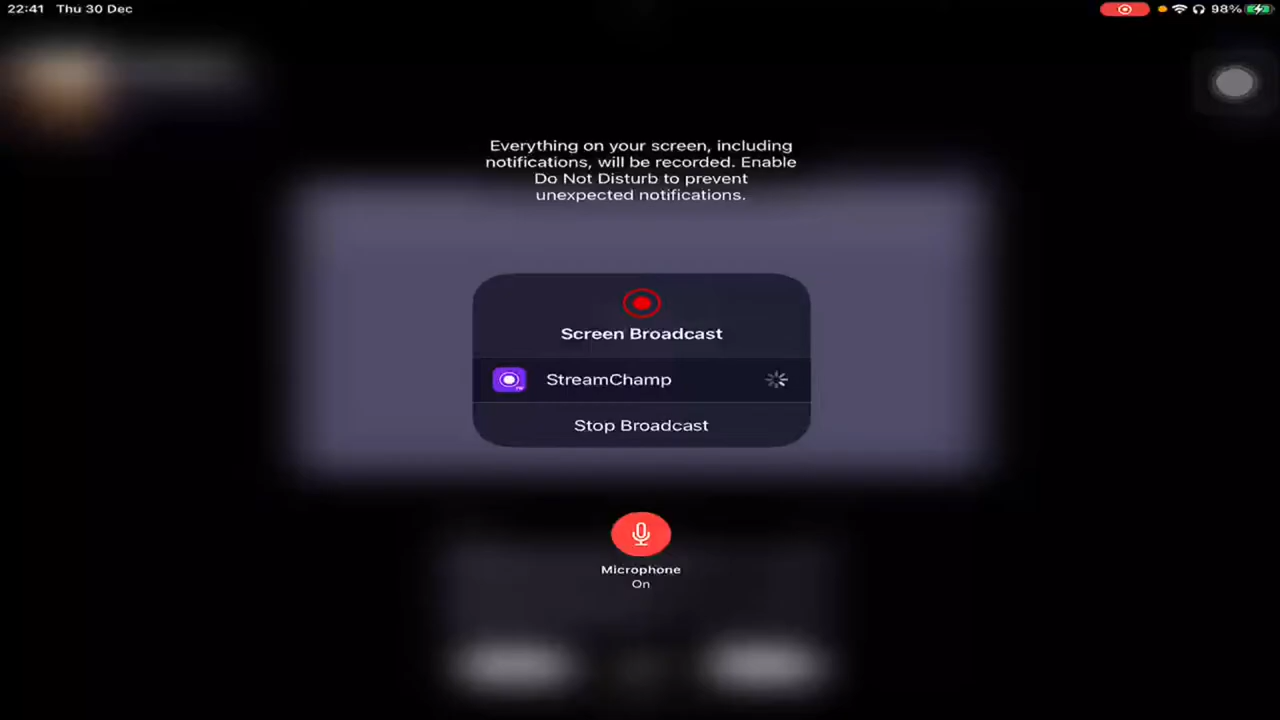 22:41 Thu 30 Dec
98%
Everything on your screen, including
notifications, will be recorded. Enable
Do Not Disturb to prevent
unexpected notifications.
Screen Broadcast
StreamChamp
Stop Broadcast
Microphone
On